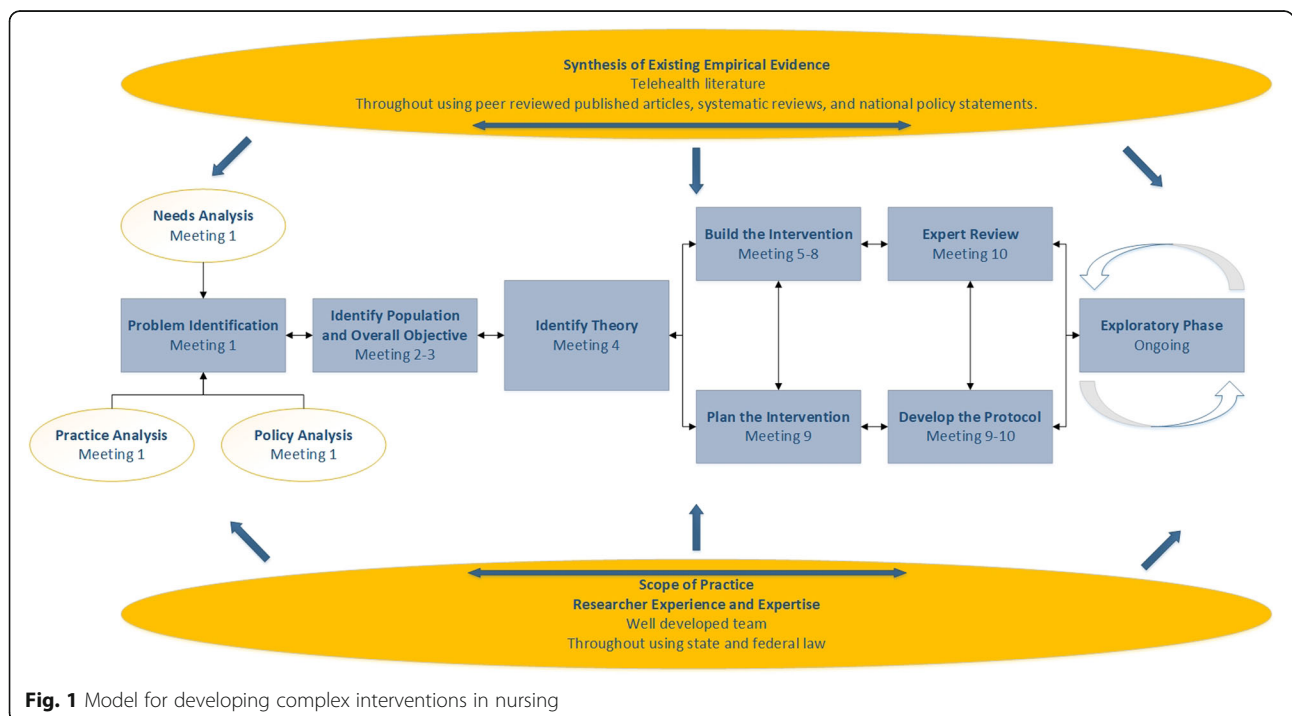 Synthesis of Existing Empirical Evidence
Telehealth literature
Throughout using peer reviewed published articles, systematic reviews, and national policy statements.
Needs Analysis
Meeting 1
Problem Identification
Meeting 1
Practice Analysis
Meeting 1
Policy Analysis
Meeting 1
Identify Population
and Overall Objective
Meeting 2-3
Identify Theory
Meeting 4
Build the Intervention
Meeting 5-8
Expert Review
Meeting 10
Plan the Intervention
Meeting 9
Develop the Protocol
Meeting 9-10
Exploratory Phase
Ongoing
Scope of Practice
Researcher Experience and Expertise
Well developed team
Throughout using state and federal law
Fig. 1 Model for developing complex interventions in nursing